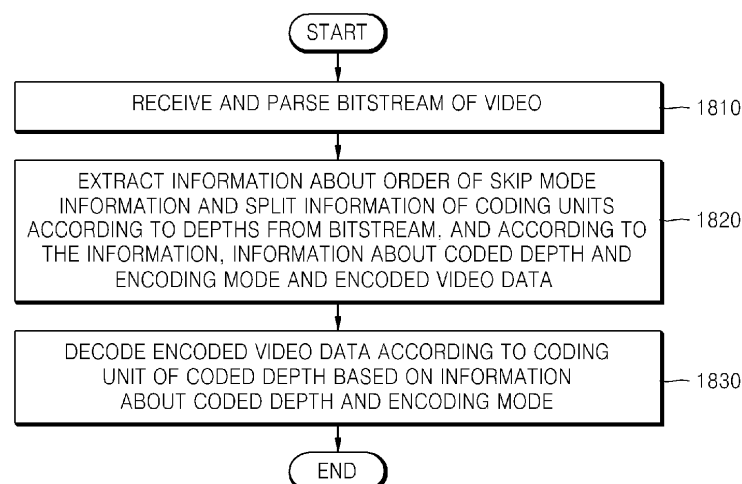 START
RECEIVE AND PARSE BITSTREAM OF VIDEO
1810
EXTRACT INFORMATION ABOUT ORDER OF SKIP MODE
INFORMATION AND SPLIT INFORMATION OF CODING UNITS
ACCORDING TO DEPTHS FROM BITSTREAM, AND ACCORDING TO
THE INFORMATION, INFORMATION ABOUT CODED DEPTH AND
ENCODING MODE AND ENCODED VIDEO DATA
1820
DECODE ENCODED VIDEO DATA ACCORDING TO CODING
UNIT OF CODED DEPTH BASED ON INFORMATION
ABOUT CODED DEPTH AND ENCODING MODE
1830
END